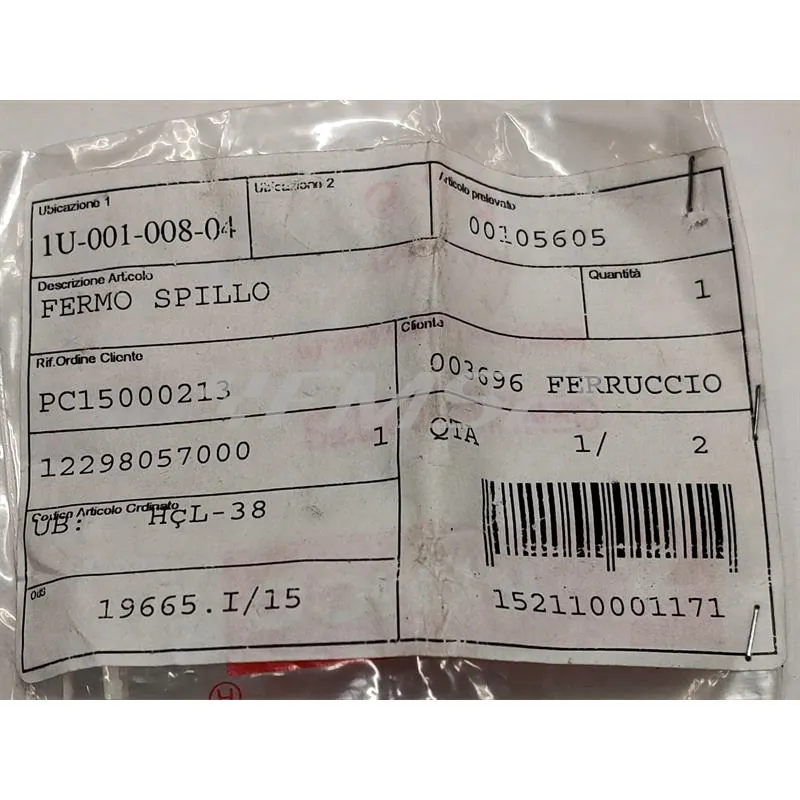 Ubicazione 1
1U-001-008-04
Ubicazione 2
Articolo prelevato
00105605
Descrizione Articolo
FERMO SPILLO
Quantità
1
Rif.Ordine Cliente
PC15000213
Cliente
003696 FERRUCCIO
12298057000 1
QTA 1/ 2
Codice Articolo Ordinato
UB: HçL-38
152110001171
Ods
19665.I/15
H